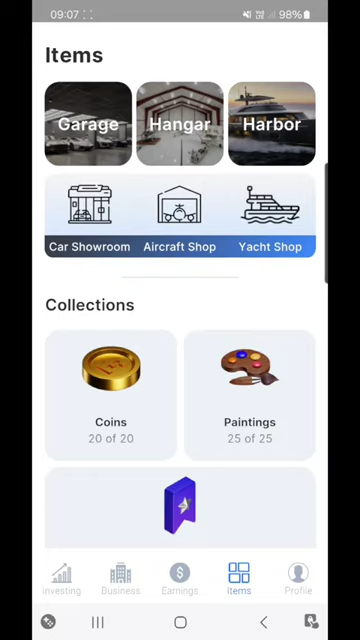 09:07
98%
Items
Garage
Hangar
Harbor
Car Showroom
Aircraft Shop
Yacht Shop
Collections
Coins
20 of 20
Paintings
25 of 25
Investing
Business
Earnings
Items
Profile